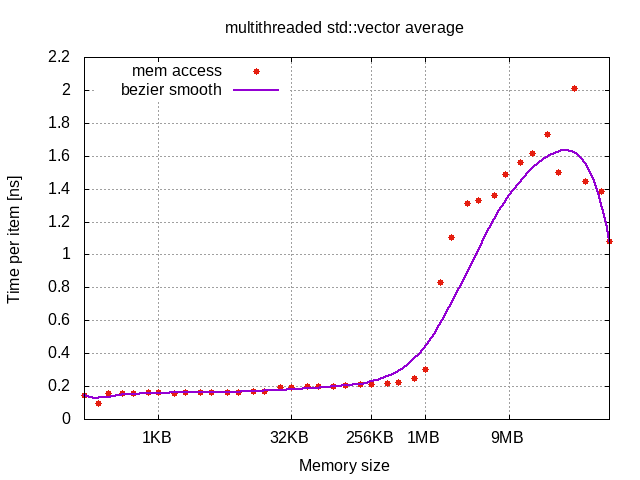 multithreaded std::vector average
2.2
2
1.8
1.6
1.4
1.2
1
0.8
0.6
0.4
0.2
0
mem access
bezier smooth
Time per item [ns]
1KB 32KB 256KB 1MB 9MB
Memory size